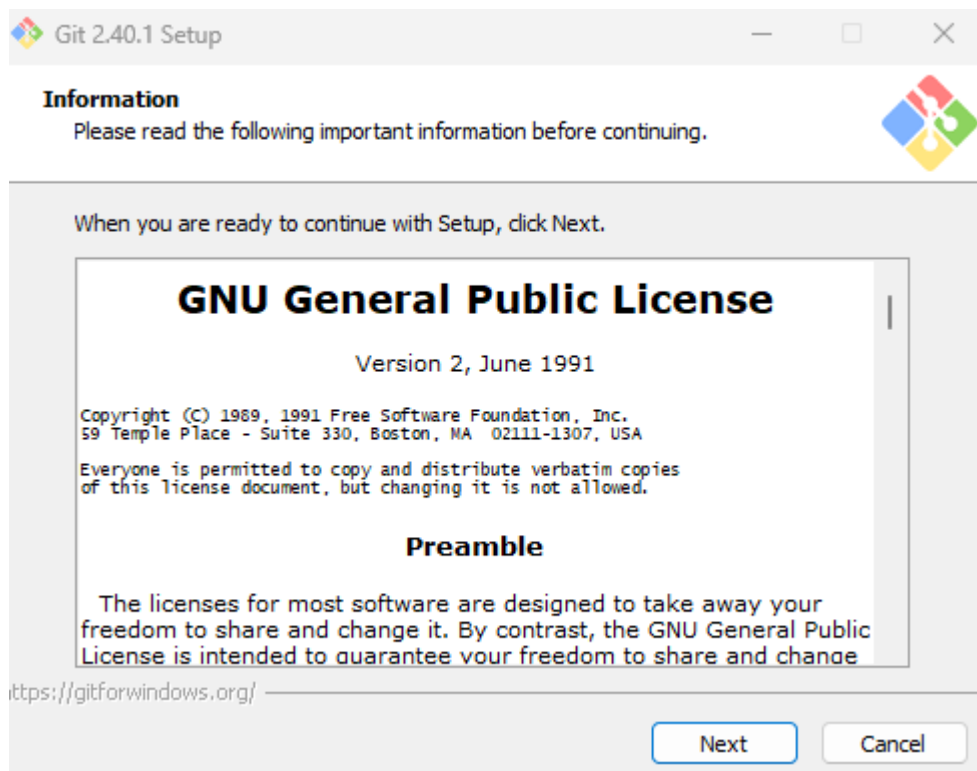 Git 2.40.1 Setup
Information
Please read the following important information before continuing.
When you are ready to continue with Setup, click Next.
GNU General Public License
Version 2, June 1991
Copyright (C) 1989, 1991 Free Software Foundation, Inc.
59 Temple Place - Suite 330, Boston, MA  02111-1307, USA
Everyone is permitted to copy and distribute verbatim copies
of this license document, but changing it is not allowed.
Preamble
The licenses for most software are designed to take away your
freedom to share and change it. By contrast, the GNU General Public
License is intended to guarantee your freedom to share and change
ttps://gitforwindows.org/
Next
Cancel